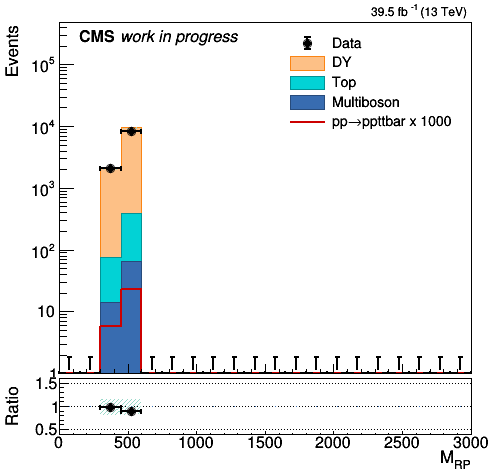 39.5 fb⁻¹ (13 TeV)
Events
CMS work in progress
Data
DY
Top
Multiboson
pp→ppttbar x 1000
10⁵
10⁴
10³
10²
10
1
Ratio
1.5
1
0.5
0 500 1000 1500 2000 2500 3000
M_RP